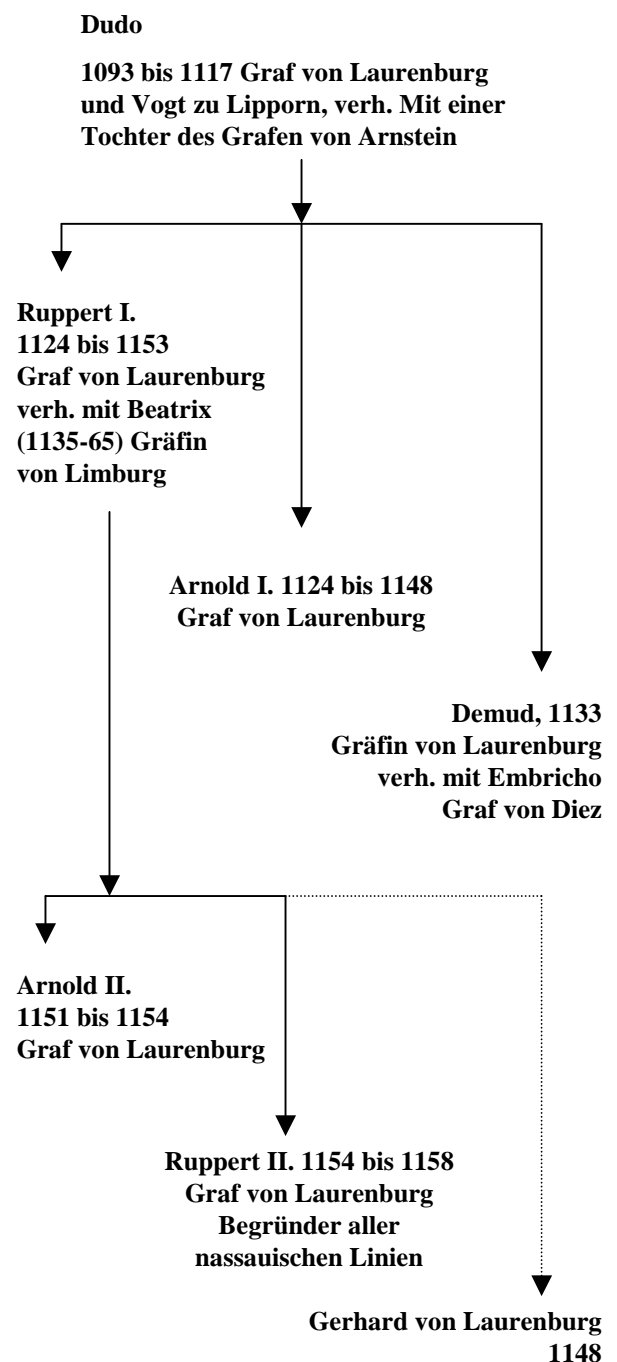 Dudo
1093 bis 1117 Graf von Laurenburg
und Vogt zu Lipporn, verh. Mit einer
Tochter des Grafen von Arnstein
Ruppert I.
1124 bis 1153
Graf von Laurenburg
verh. mit Beatrix
(1135-65) Gräfin
von Limburg
Arnold I. 1124 bis 1148
Graf von Laurenburg
Demud, 1133
Gräfin von Laurenburg
verh. mit Embricho
Graf von Diez
Arnold II.
1151 bis 1154
Graf von Laurenburg
Ruppert II. 1154 bis 1158
Graf von Laurenburg
Begründer aller
nassauischen Linien
Gerhard von Laurenburg
1148